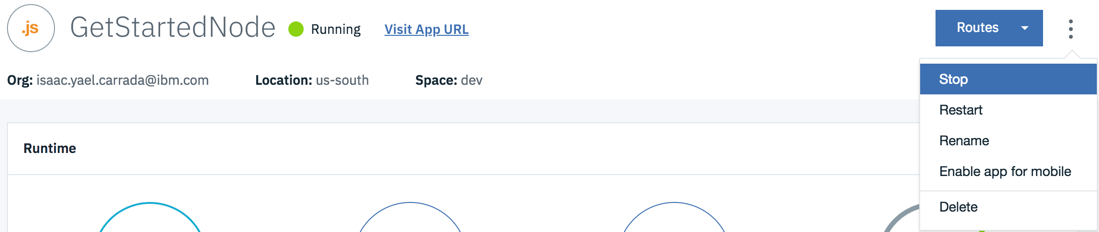 .js GetStartedNode Running Visit App URL Routes
Org: isaac.yael.carrada@ibm.com Location: us-south Space: dev
Stop
Restart
Rename
Enable app for mobile
Delete
Runtime